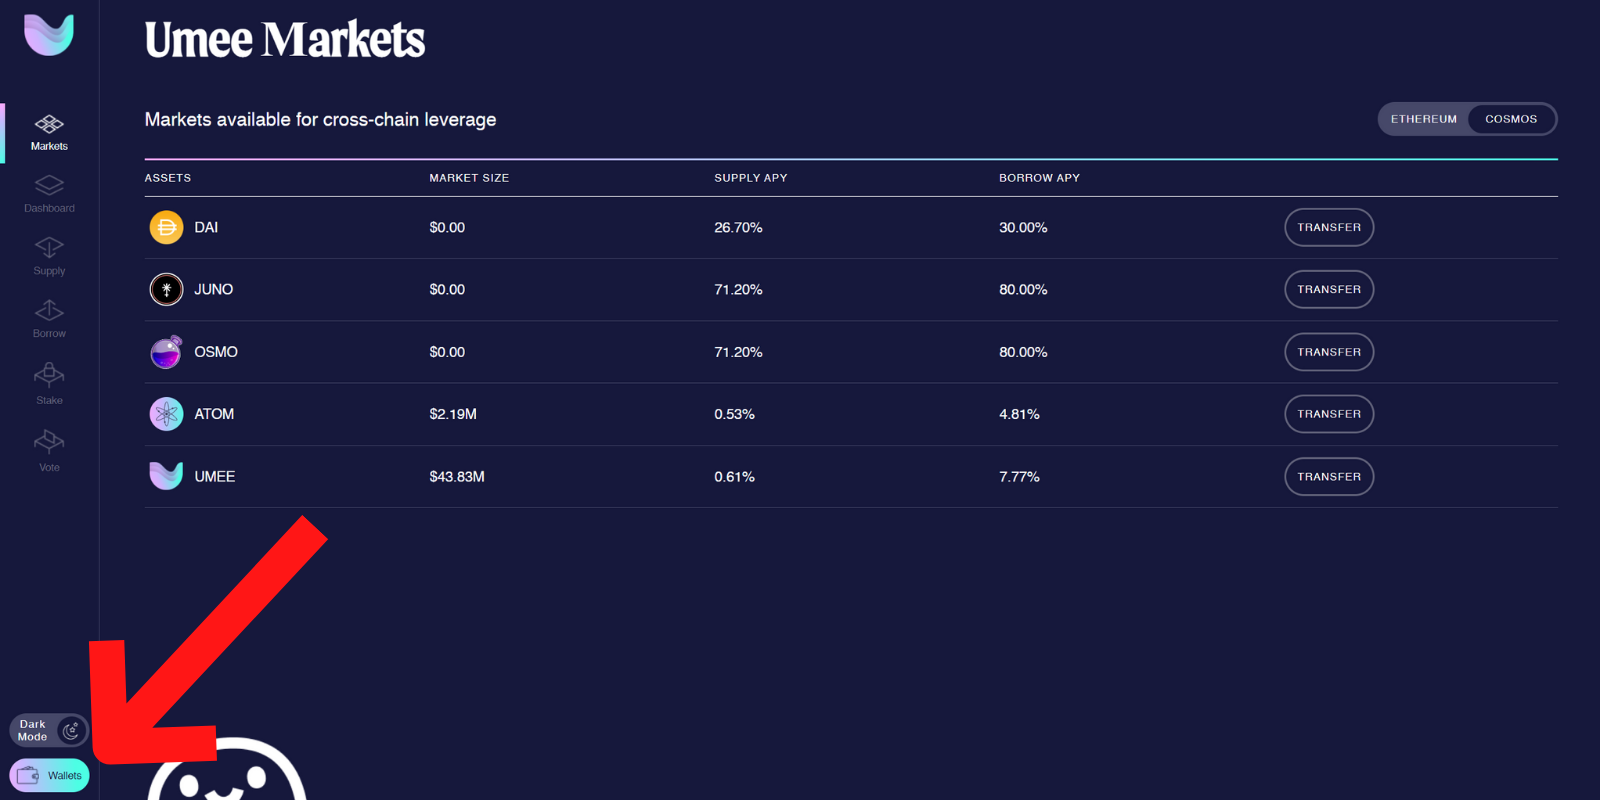 Umee Markets
Markets available for cross-chain leverage
ETHEREUM COSMOS
ASSETS MARKET SIZE SUPPLY APY BORROW APY
DAI $0.00 26.70% 30.00% TRANSFER
JUNO $0.00 71.20% 80.00% TRANSFER
OSMO $0.00 71.20% 80.00% TRANSFER
ATOM $2.19M 0.53% 4.81% TRANSFER
UMEE $43.83M 0.61% 7.77% TRANSFER
Markets
Dashboard
Supply
Borrow
Stake
Vote
Dark
Mode
Wallets